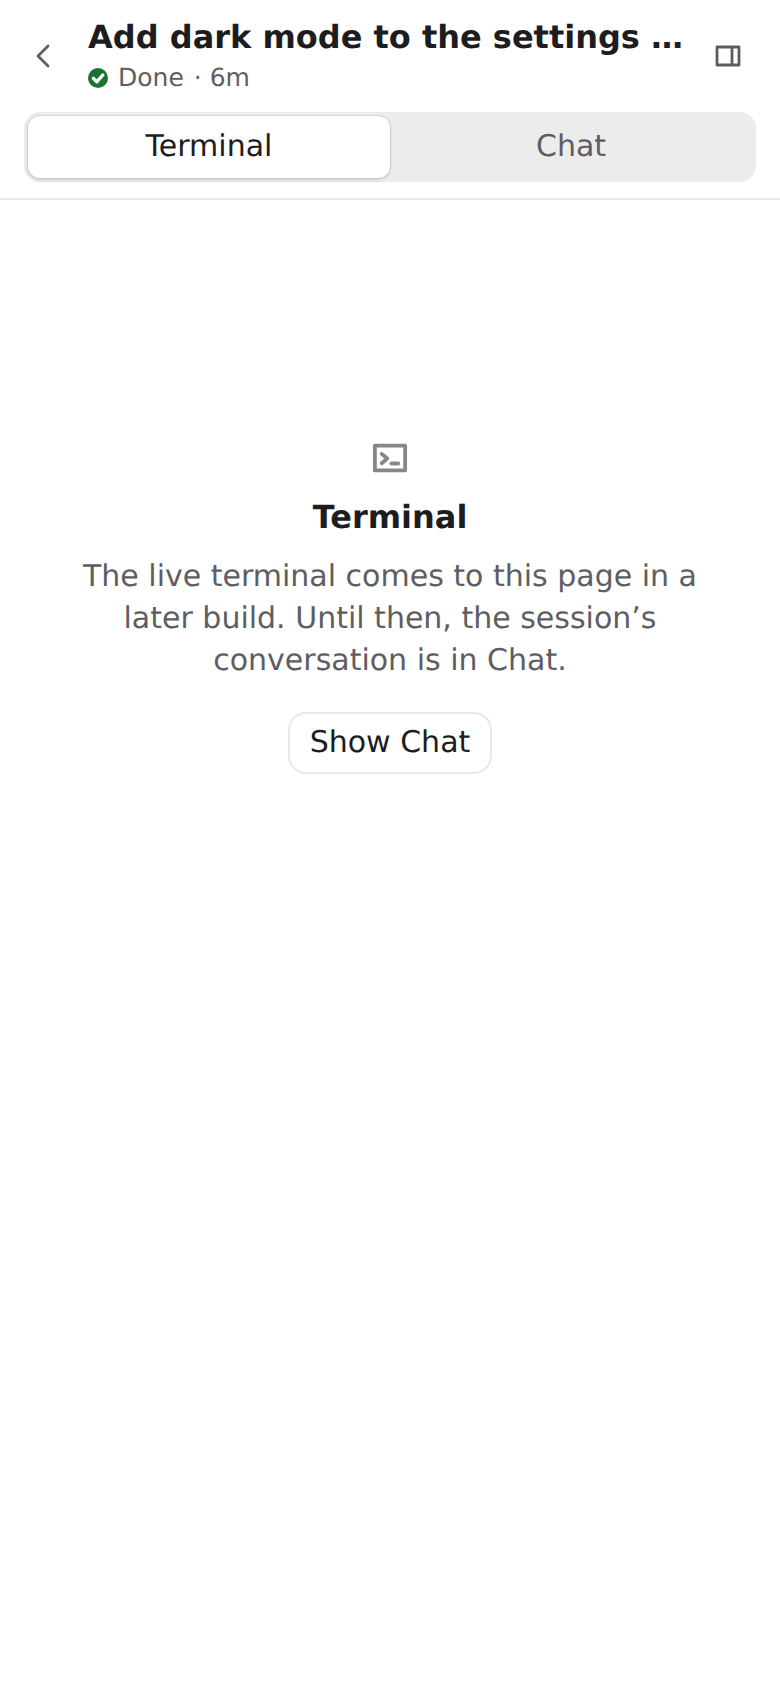 Add dark mode to the settings …
Done · 6m
Terminal
Chat
Terminal
The live terminal comes to this page in a
later build. Until then, the session’s
conversation is in Chat.
Show Chat